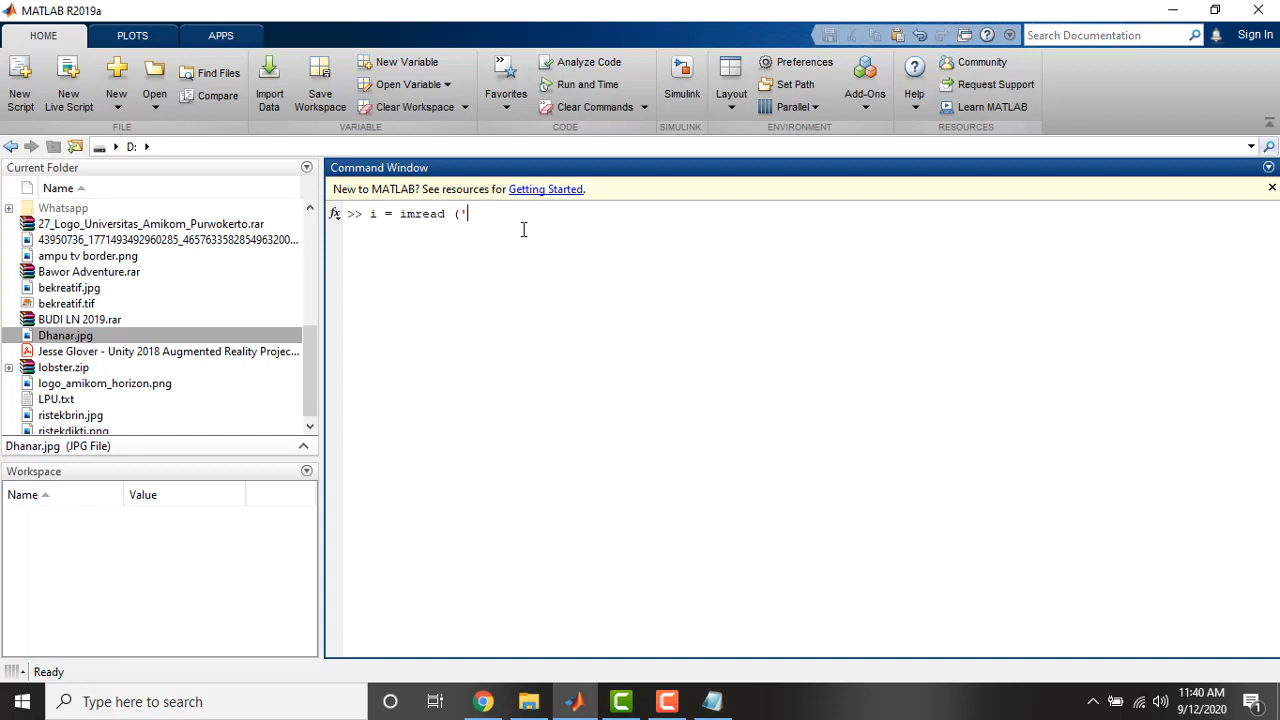 MATLAB R2019a
HOME PLOTS APPS
Search Documentation
Sign In
New Script
New Live Script
New
Open
Find Files
Compare
FILE
Import Data
Save Workspace
New Variable
Open Variable
Clear Workspace
VARIABLE
Favorites
Analyze Code
Run and Time
Clear Commands
CODE
Simulink
SIMULINK
Layout
Preferences
Set Path
Parallel
ENVIRONMENT
Add-Ons
Help
Community
Request Support
Learn MATLAB
RESOURCES
D:
Current Folder
Name
Whatsapp
27_Logo_Universitas_Amikom_Purwokerto.rar
43950736_1771493492960285_4657633582854963200...
ampu tv border.png
Bawor Adventure.rar
bekreatif.jpg
bekreatif.tif
BUDI LN 2019.rar
Dhanar.jpg
Jesse Glover - Unity 2018 Augmented Reality Projec...
lobster.zip
logo_amikom_horizon.png
LPU.txt
ristekbrin.jpg
ristekdikti.png
Dhanar.jpg (JPG File)
Workspace
Name Value
Command Window
New to MATLAB? See resources for Getting Started.
fx >> i = imread ('
Ready
Type here to search
11:40 AM
9/12/2020
1